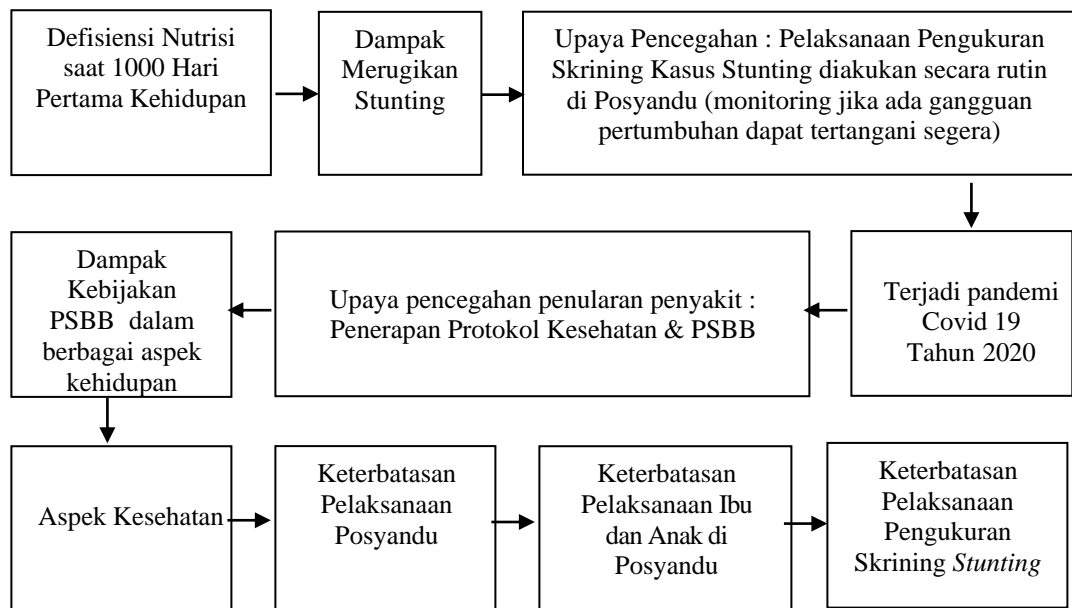 Defisiensi Nutrisi
saat 1000 Hari
Pertama Kehidupan
Dampak
Merugikan
Stunting
Upaya Pencegahan : Pelaksanaan Pengukuran
Skrining Kasus Stunting diakukan secara rutin
di Posyandu (monitoring jika ada gangguan
pertumbuhan dapat tertangani segera)
Terjadi pandemi
Covid 19
Tahun 2020
Upaya pencegahan penularan penyakit :
Penerapan Protokol Kesehatan & PSBB
Dampak
Kebijakan
PSBB dalam
berbagai aspek
kehidupan
Aspek Kesehatan
Keterbatasan
Pelaksanaan
Posyandu
Keterbatasan
Pelaksanaan Ibu
dan Anak di
Posyandu
Keterbatasan
Pelaksanaan
Pengukuran
Skrining Stunting